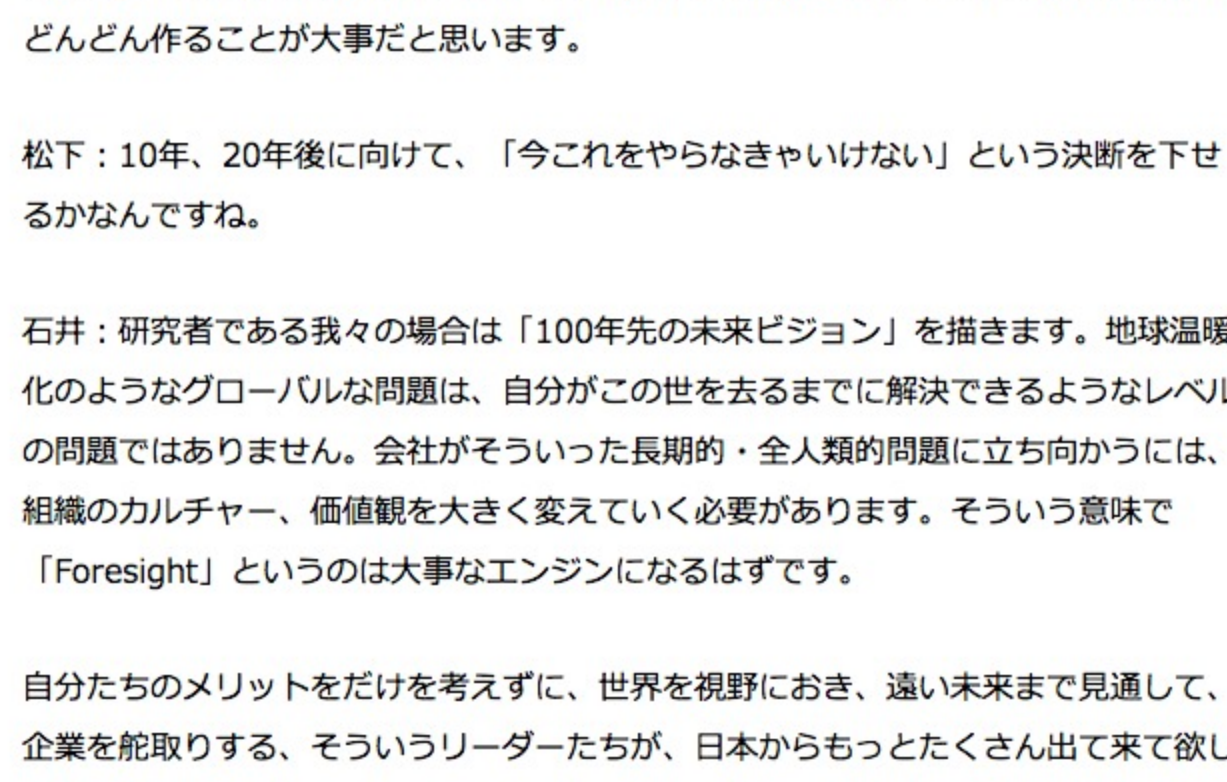 どんどん作ることが大事だと思います。
松下：10年、20年後に向けて、「今これをやらなきゃいけない」という決断を下せ
るかなんですね。
石井：研究者である我々の場合は「100年先の未来ビジョン」を描きます。地球温暖
化のようなグローバルな問題は、自分がこの世を去るまでに解決できるようなレベル
の問題ではありません。会社がそういった長期的・全人類的問題に立ち向かうには、
組織のカルチャー、価値観を大きく変えていく必要があります。そういう意味で
「Foresight」というのは大事なエンジンになるはずです。
自分たちのメリットをだけを考えずに、世界を視野におき、遠い未来まで見通して、
企業を舵取りする、そういうリーダーたちが、日本からもっとたくさん出て来て欲し